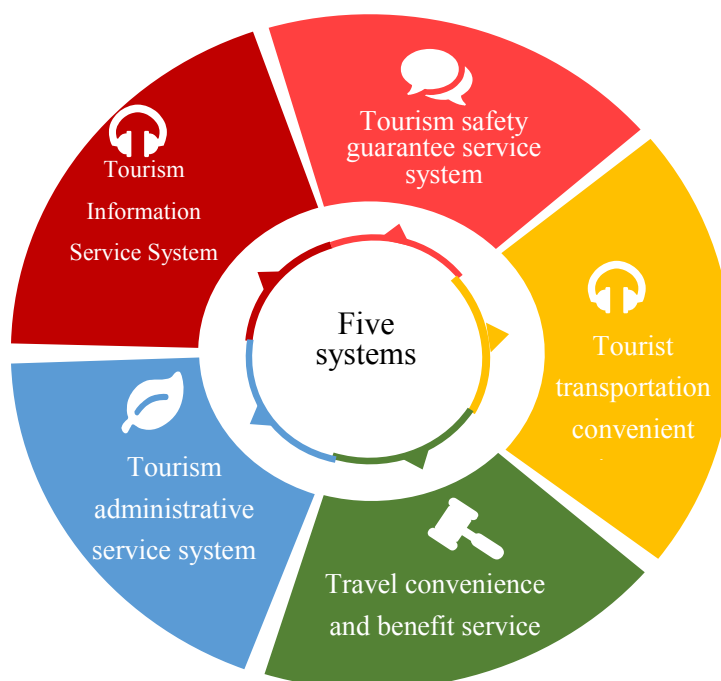 Tourism safety
guarantee service
system
Tourism
Information
Service System
Five
systems
Tourist
transportation
convenient
Tourism
administrative
service system
Travel convenience
and benefit service